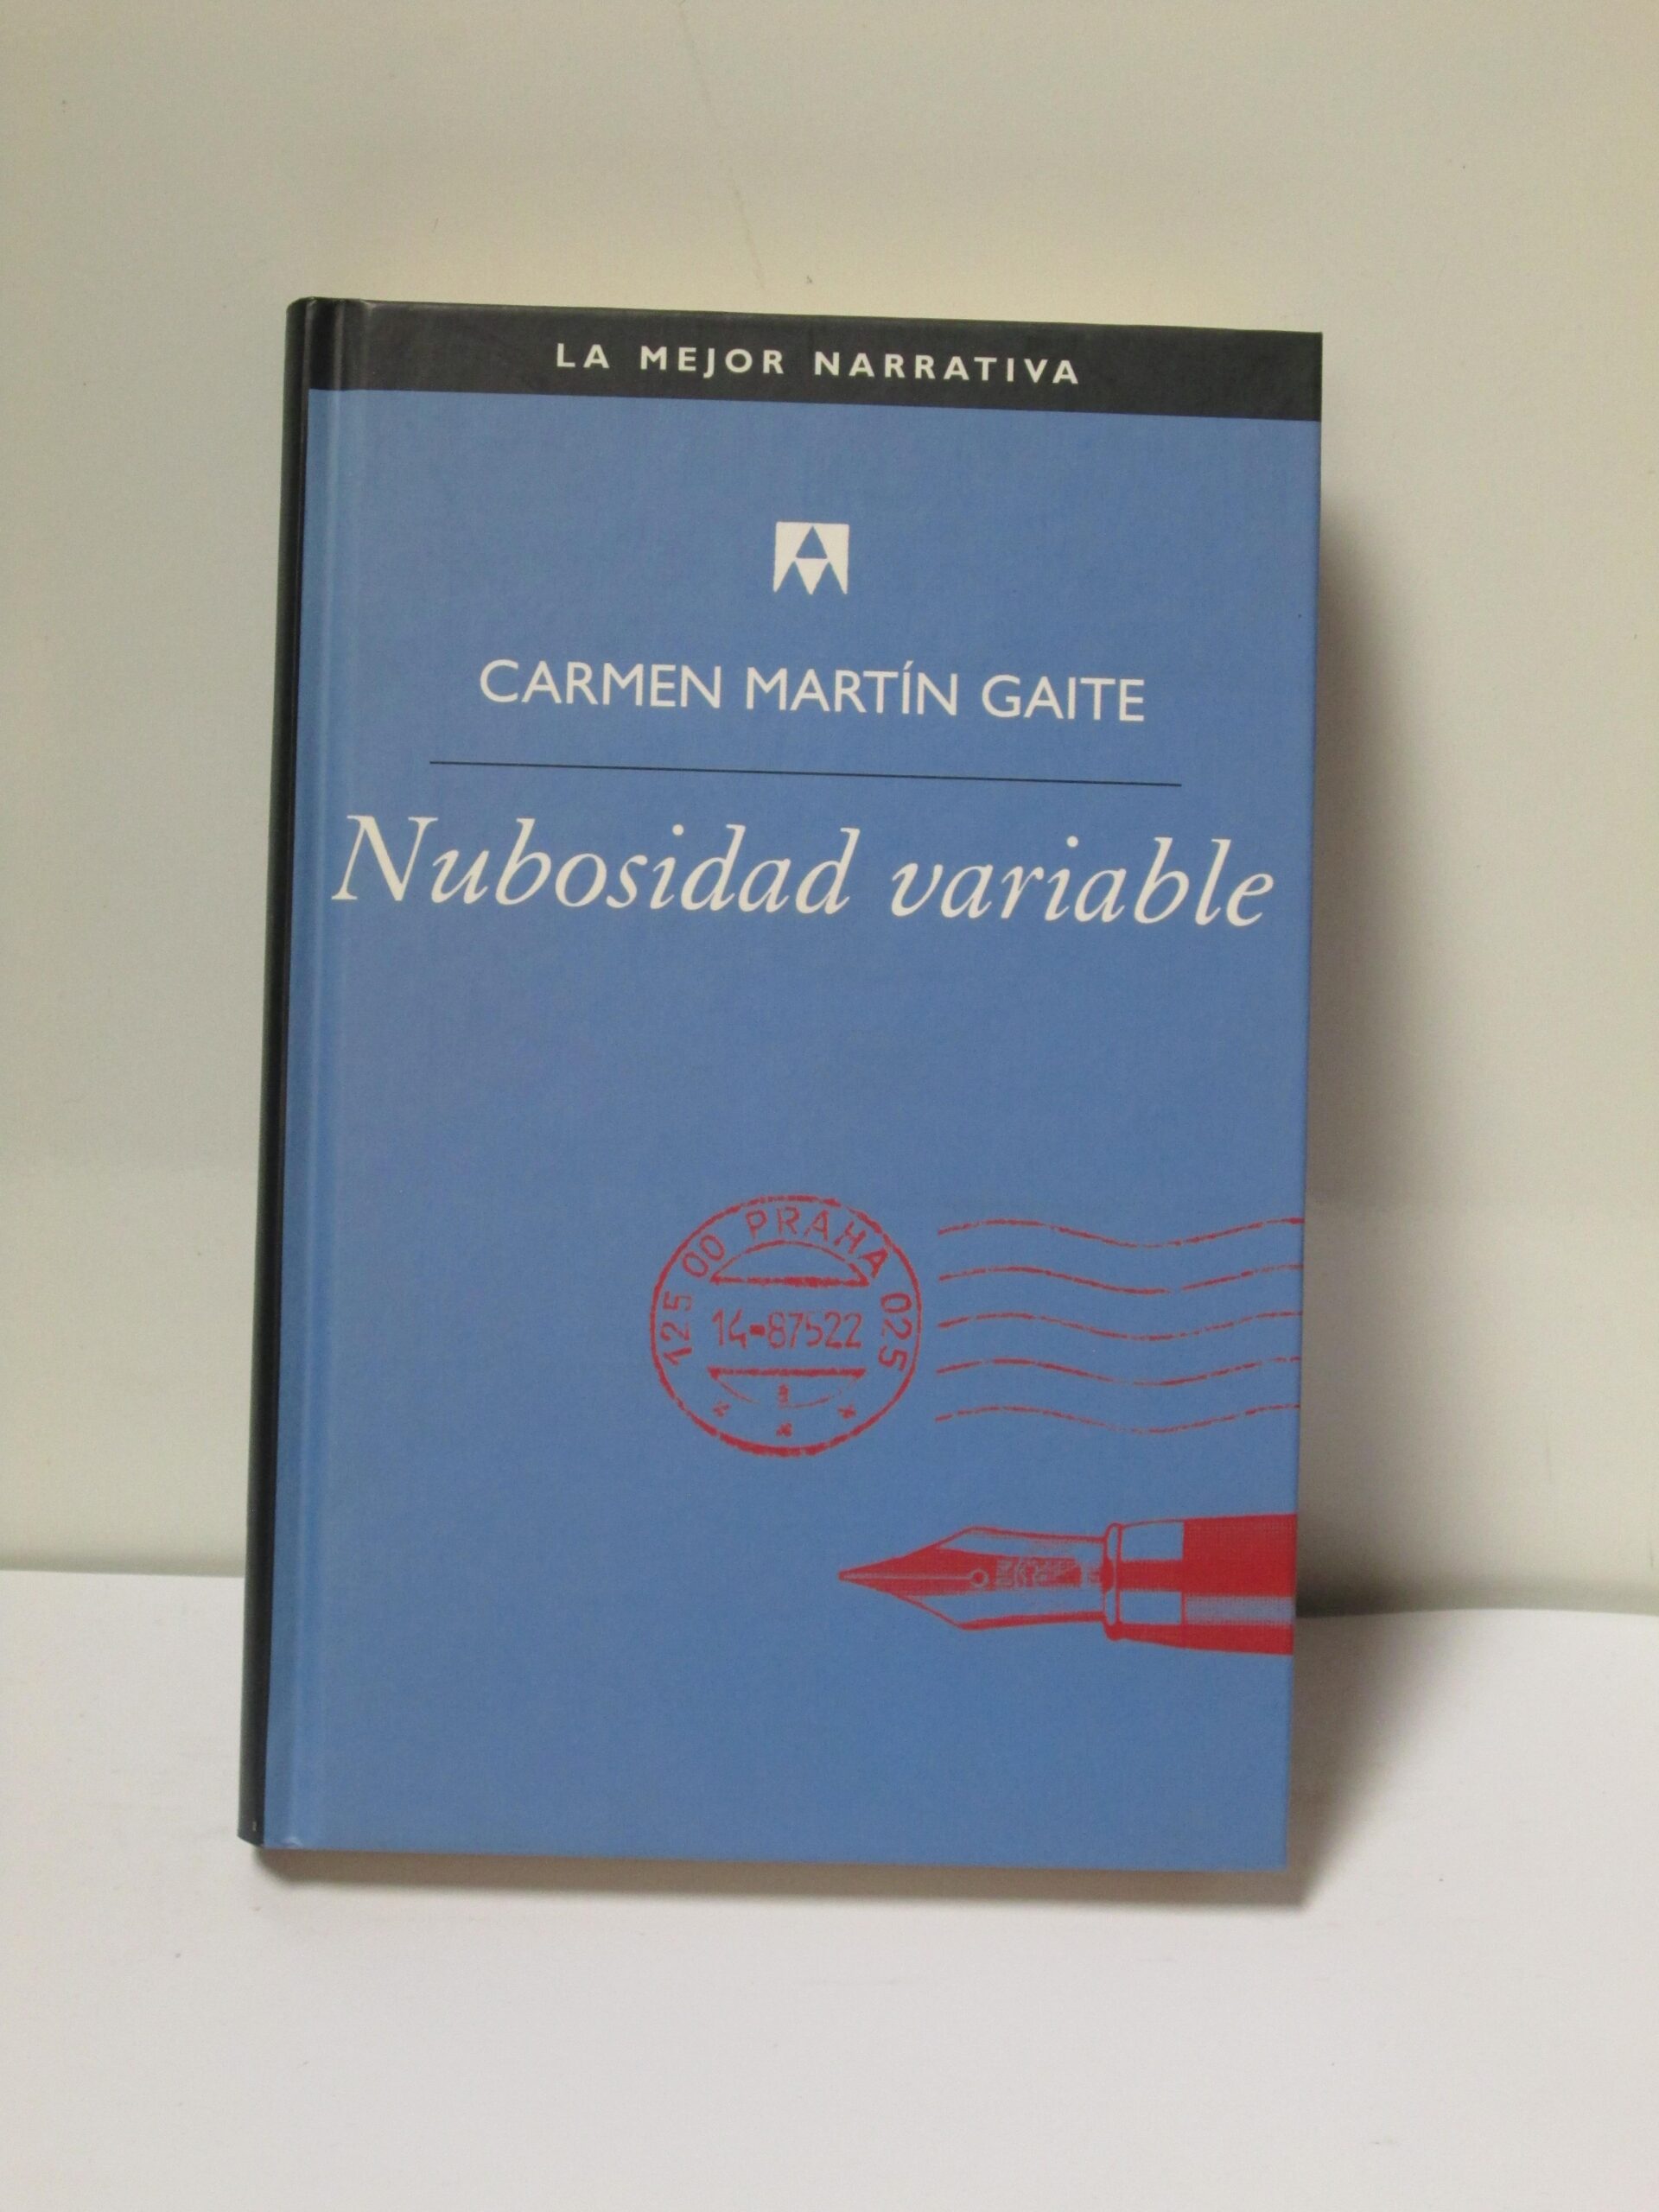 LA MEJOR NARRATIVA
CARMEN MARTÍN GAITE
Nubosidad variable
125 00 PRAHA 025
14-87522